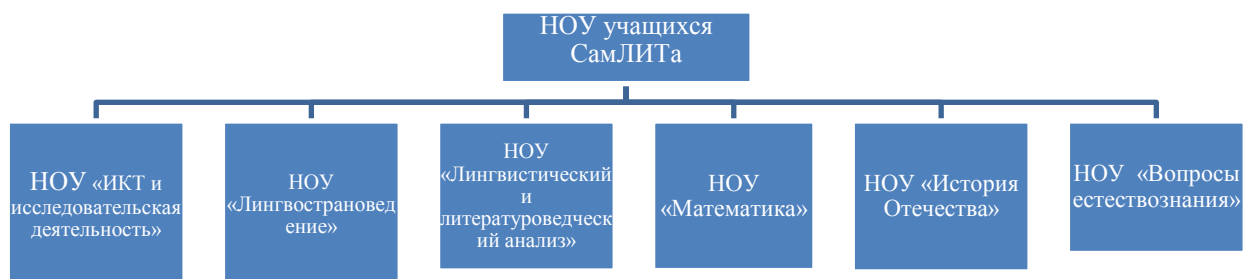 НОУ учащихся
СамЛИТа
НОУ «ИКТ и
исследовательская
деятельность»
НОУ
«Лингвострановед
ение»
НОУ
«Лингвистический
и
литературоведческ
ий анализ»
НОУ
«Математика»
НОУ «История
Отечества»
НОУ «Вопросы
естествознания»